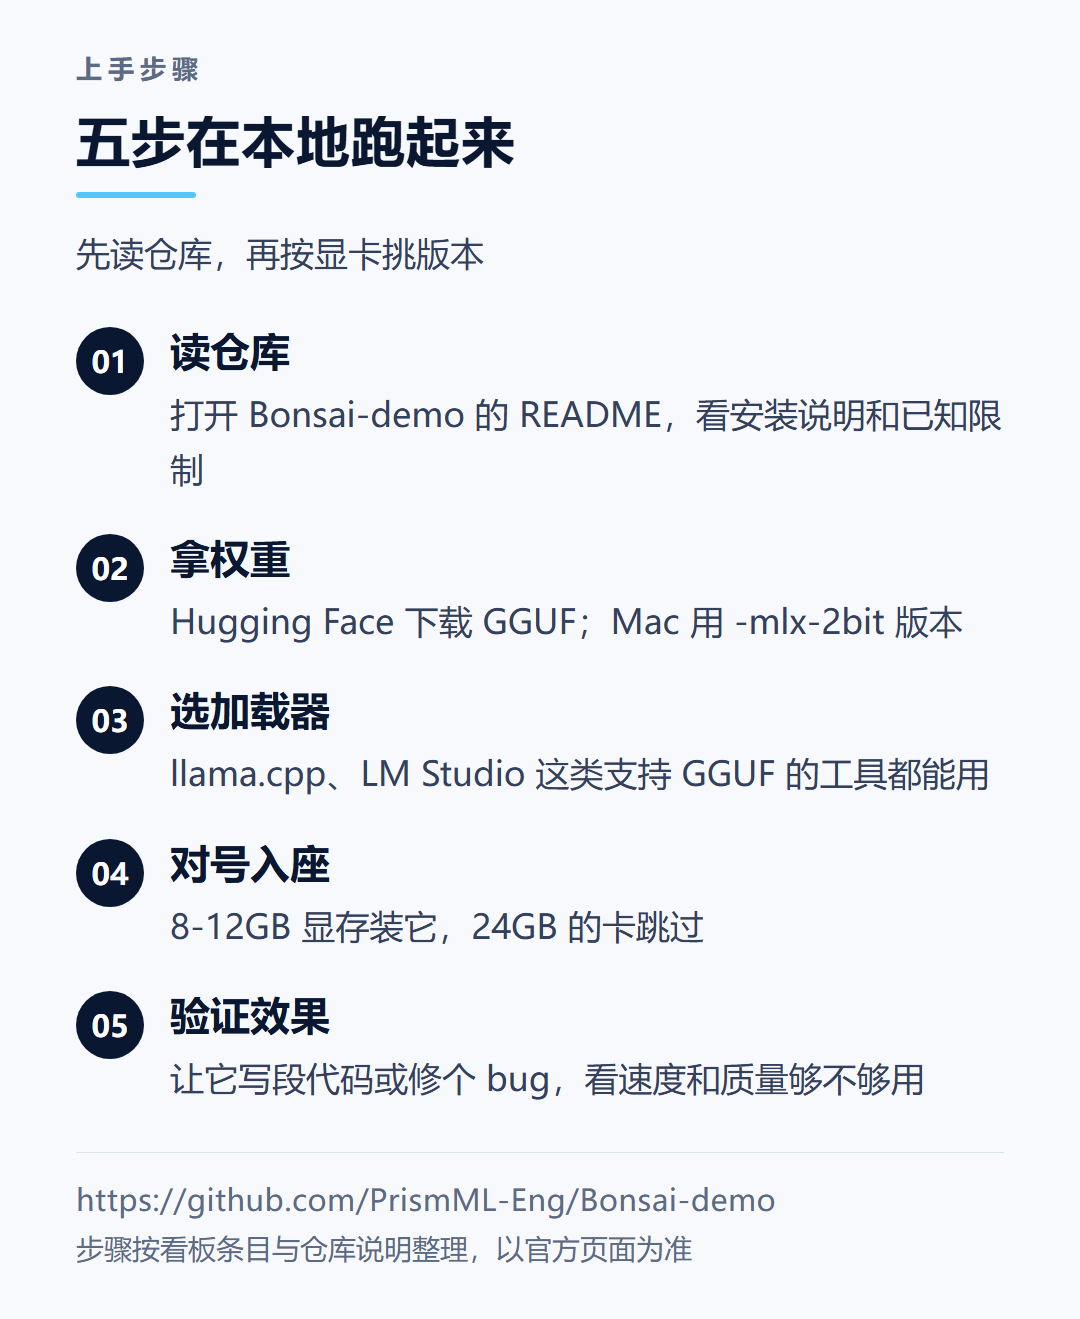 上手步骤
五步在本地跑起来
先读仓库，再按显卡挑版本
01
读仓库
打开 Bonsai-demo 的 README，看安装说明和已知限
制
02
拿权重
Hugging Face 下载 GGUF；Mac 用 -mlx-2bit 版本
03
选加载器
llama.cpp、LM Studio 这类支持 GGUF 的工具都能用
04
对号入座
8-12GB 显存装它，24GB 的卡跳过
05
验证效果
让它写段代码或修个 bug，看速度和质量够不够用
https://github.com/PrismML-Eng/Bonsai-demo
步骤按看板条目与仓库说明整理，以官方页面为准